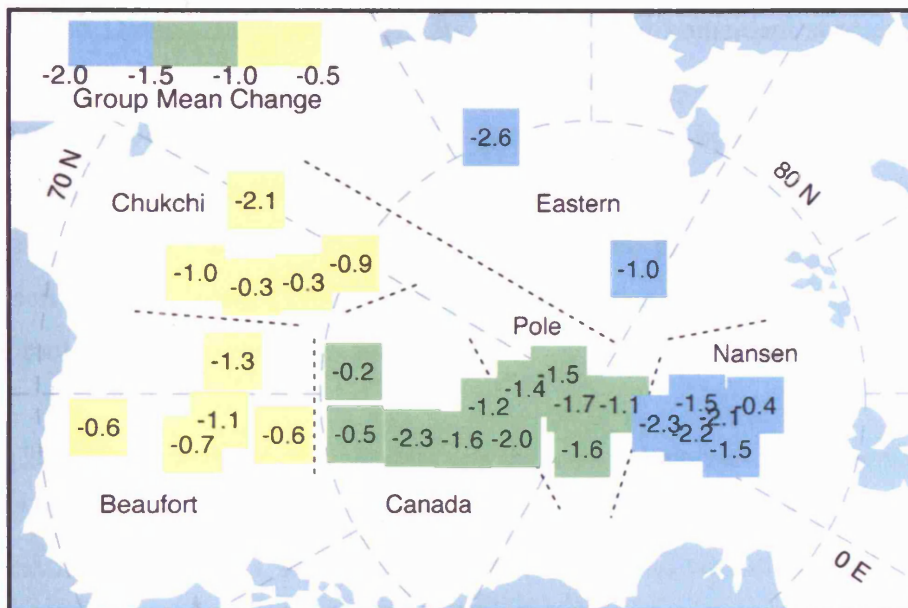 -2.0 -1.5 -1.0 -0.5
Group Mean Change
70 N
80 N
-2.6
Chukchi
-2.1
Eastern
-1.0
-0.3
-0.3
-0.9
-1.0
Pole
Nansen
-1.3
-0.2
-1.5
-1.4
-1.2
-1.7
-1.1
-1.5
-0.4
-2.1
-2.3
-2.2
-1.5
-0.6
-1.1
-0.7
-0.6
-0.5
-2.3
-1.6
-2.0
-1.6
Beaufort
Canada
0 E